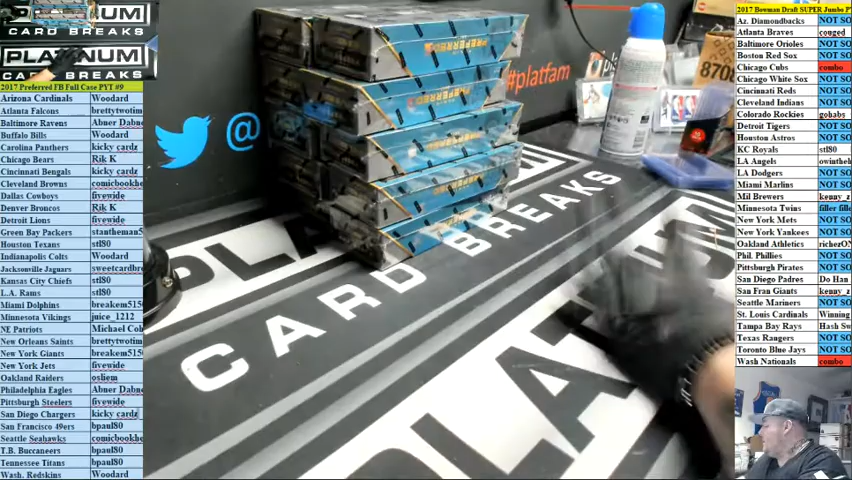 PLATINUM
CARD BREAKS
PLATINUM
CARD BREAKS
2017 Preferred FB Full Case PYT #9
Arizona Cardinals Woodard
Atlanta Falcons brettytwotim
Baltimore Ravens Abner Dabne
Buffalo Bills Woodard
Carolina Panthers kicky cardz
Chicago Bears Rik K
Cincinnati Bengals kicky cardz
Cleveland Browns comicbookhe
Dallas Cowboys fivewide
Denver Broncos Rik K
Detroit Lions fivewide
Green Bay Packers stantheman5
Houston Texans stl80
Indianapolis Colts Woodard
Jacksonville Jaguars sweetcardbr
Kansas City Chiefs stl80
L.A. Rams stl80
Miami Dolphins breakem515
Minnesota Vikings juice_1212
NE Patriots Michael Col
New Orleans Saints brettytwotim
New York Giants breakem515
New York Jets fivewide
Oakland Raiders osliem
Philadelphia Eagles Abner Dabne
Pittsburg Steelers fivewide
San Diego Chargers kicky cardz
San Francisco 49ers bpaul80
Seattle Seahawks comicbookhe
T.B. Buccaneers bpaul80
Tennessee Titans bpaul80
Wash. Redskins Woodard
@
#platfam
PREFERRED
870
CARD BREAKS
2017 Bowman Draft SUPER Jumbo PY
Az. Diamondbacks NOT SO
Atlanta Braves couged
Baltimore Orioles NOT SO
Boston Red Sox NOT SO
Chicago Cubs combo
Chicago White Sox NOT SO
Cincinnati Reds NOT SO
Cleveland Indians NOT SO
Colorado Rockies gohabs
Detroit Tigers NOT SO
Houston Astros NOT SO
KC Royals stl80
LA Angels owinthela
LA Dodgers NOT SO
Miami Marlins NOT SO
Mil Brewers kenny_z
Minnesota Twins filler fille
New York Mets NOT SO
New York Yankees NOT SO
Oakland Athletics richerON
Phil. Phillies NOT SO
Pittsburgh Pirates NOT SO
San Diego Padres Do Han
San Fran Giants kenny_z
Seattle Mariners NOT SO
St. Louis Cardinals Winning
Tampa Bay Rays Hash Sw
Texas Rangers NOT SO
Toronto Blue Jays NOT SO
Wash Nationals combo